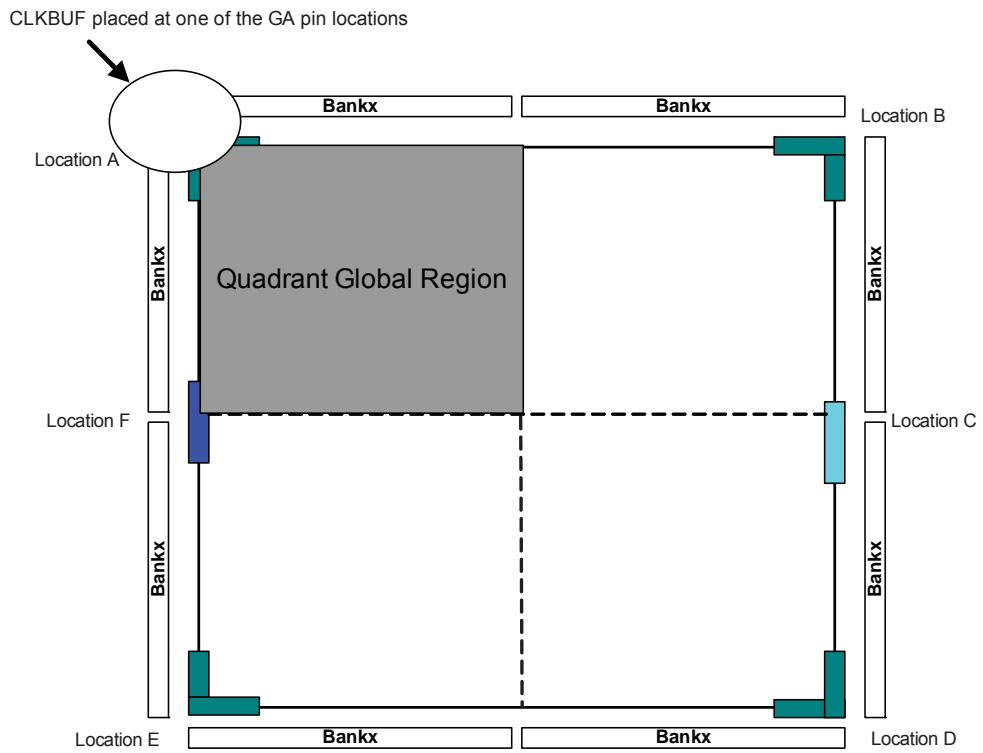 CLKBUF placed at one of the GA pin locations
Bankx
Bankx
Location B
Location A
Bankx
Quadrant Global Region
Bankx
Location F
Location C
Bankx
Bankx
Location E
Bankx
Bankx
Location D